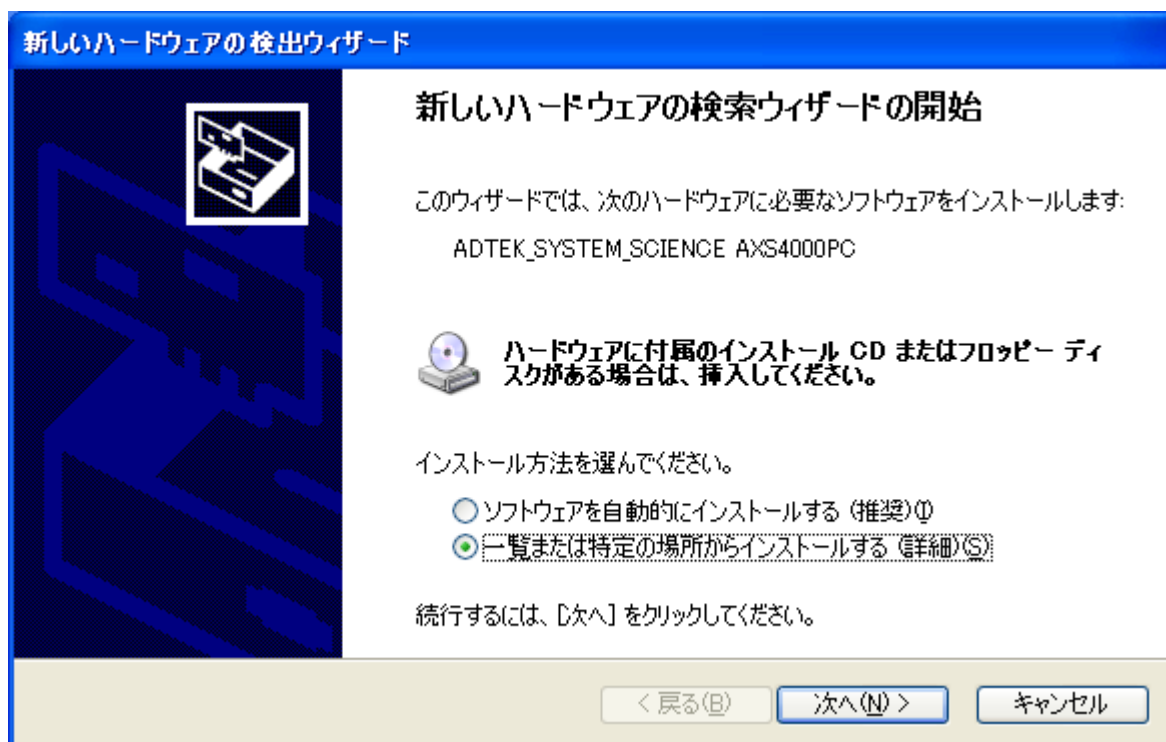 新しいハードウェアの検出ウィザード
新しいハードウェアの検索ウィザードの開始
このウィザードでは、次のハードウェアに必要なソフトウェアをインストールします:
ADTEK_SYSTEM_SCIENCE AXS4000PC
ハードウェアに付属のインストール CD またはフロッピー ディ
スクがある場合は、挿入してください。
インストール方法を選んでください。
ソフトウェアを自動的にインストールする (推奨)(I)
一覧または特定の場所からインストールする (詳細)(S)
続行するには、[次へ] をクリックしてください。
< 戻る(B) 次へ(N) > キャンセル